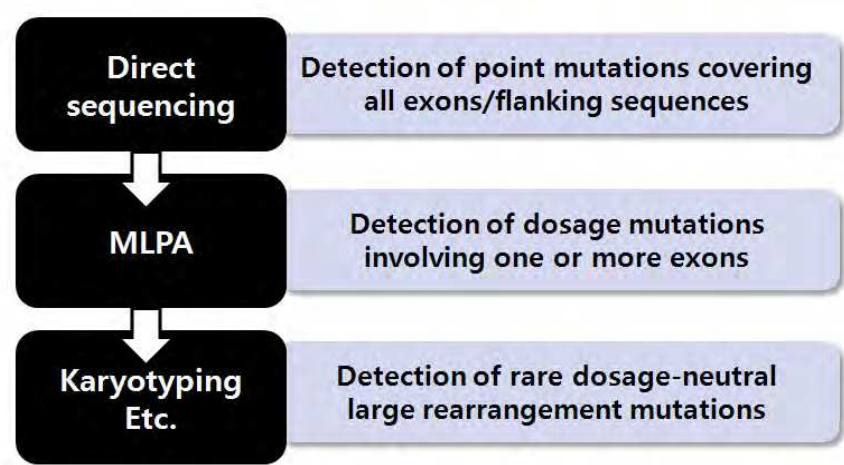 Direct
sequencing
Detection of point mutations covering
all exons/flanking sequences
MLPA
Detection of dosage mutations
involving one or more exons
Karyotyping
Etc.
Detection of rare dosage-neutral
large rearrangement mutations